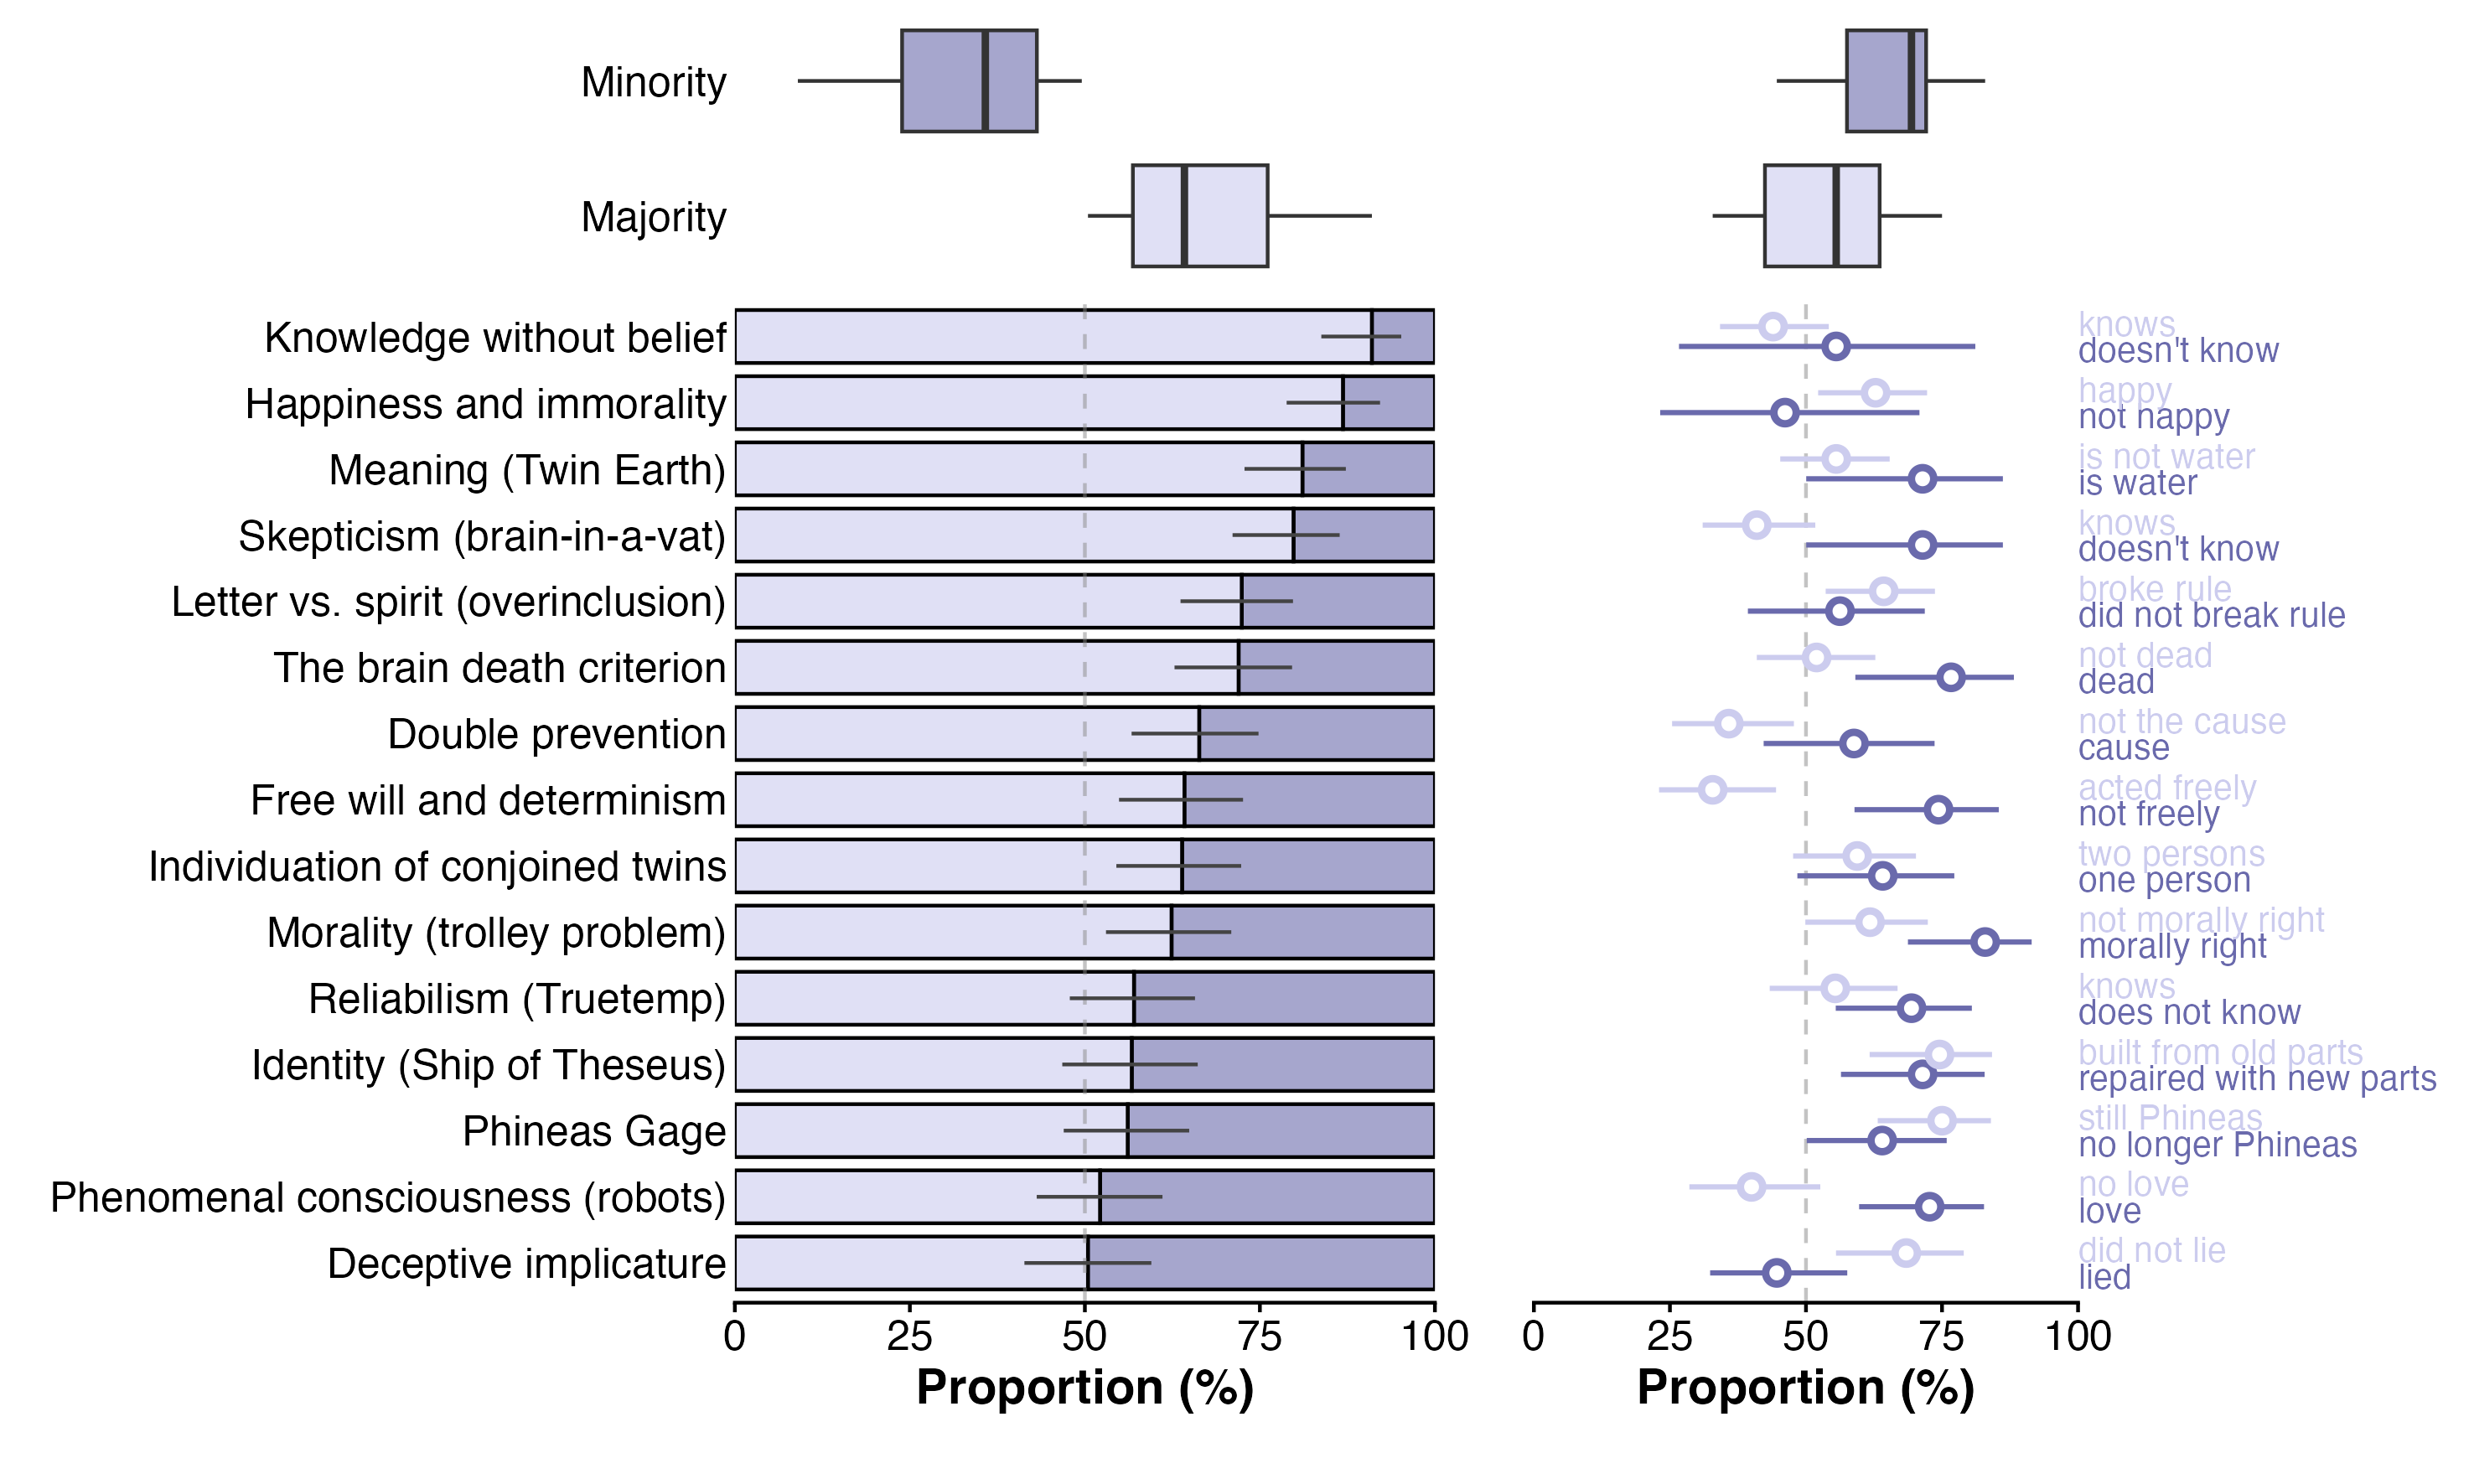 Minority
Majority
Knowledge without belief
knows
doesn't know
Happiness and immorality
happy
not happy
Meaning (Twin Earth)
is not water
is water
Skepticism (brain-in-a-vat)
knows
doesn't know
Letter vs. spirit (overinclusion)
broke rule
did not break rule
The brain death criterion
not dead
dead
Double prevention
not the cause
cause
Free will and determinism
acted freely
not freely
Individuation of conjoined twins
two persons
one person
Morality (trolley problem)
not morally right
morally right
Reliabilism (Truetemp)
knows
does not know
Identity (Ship of Theseus)
built from old parts
repaired with new parts
Phineas Gage
still Phineas
no longer Phineas
Phenomenal consciousness (robots)
no love
love
Deceptive implicature
did not lie
lied
0 25 50 75 100
0 25 50 75 100
Proportion (%)
Proportion (%)